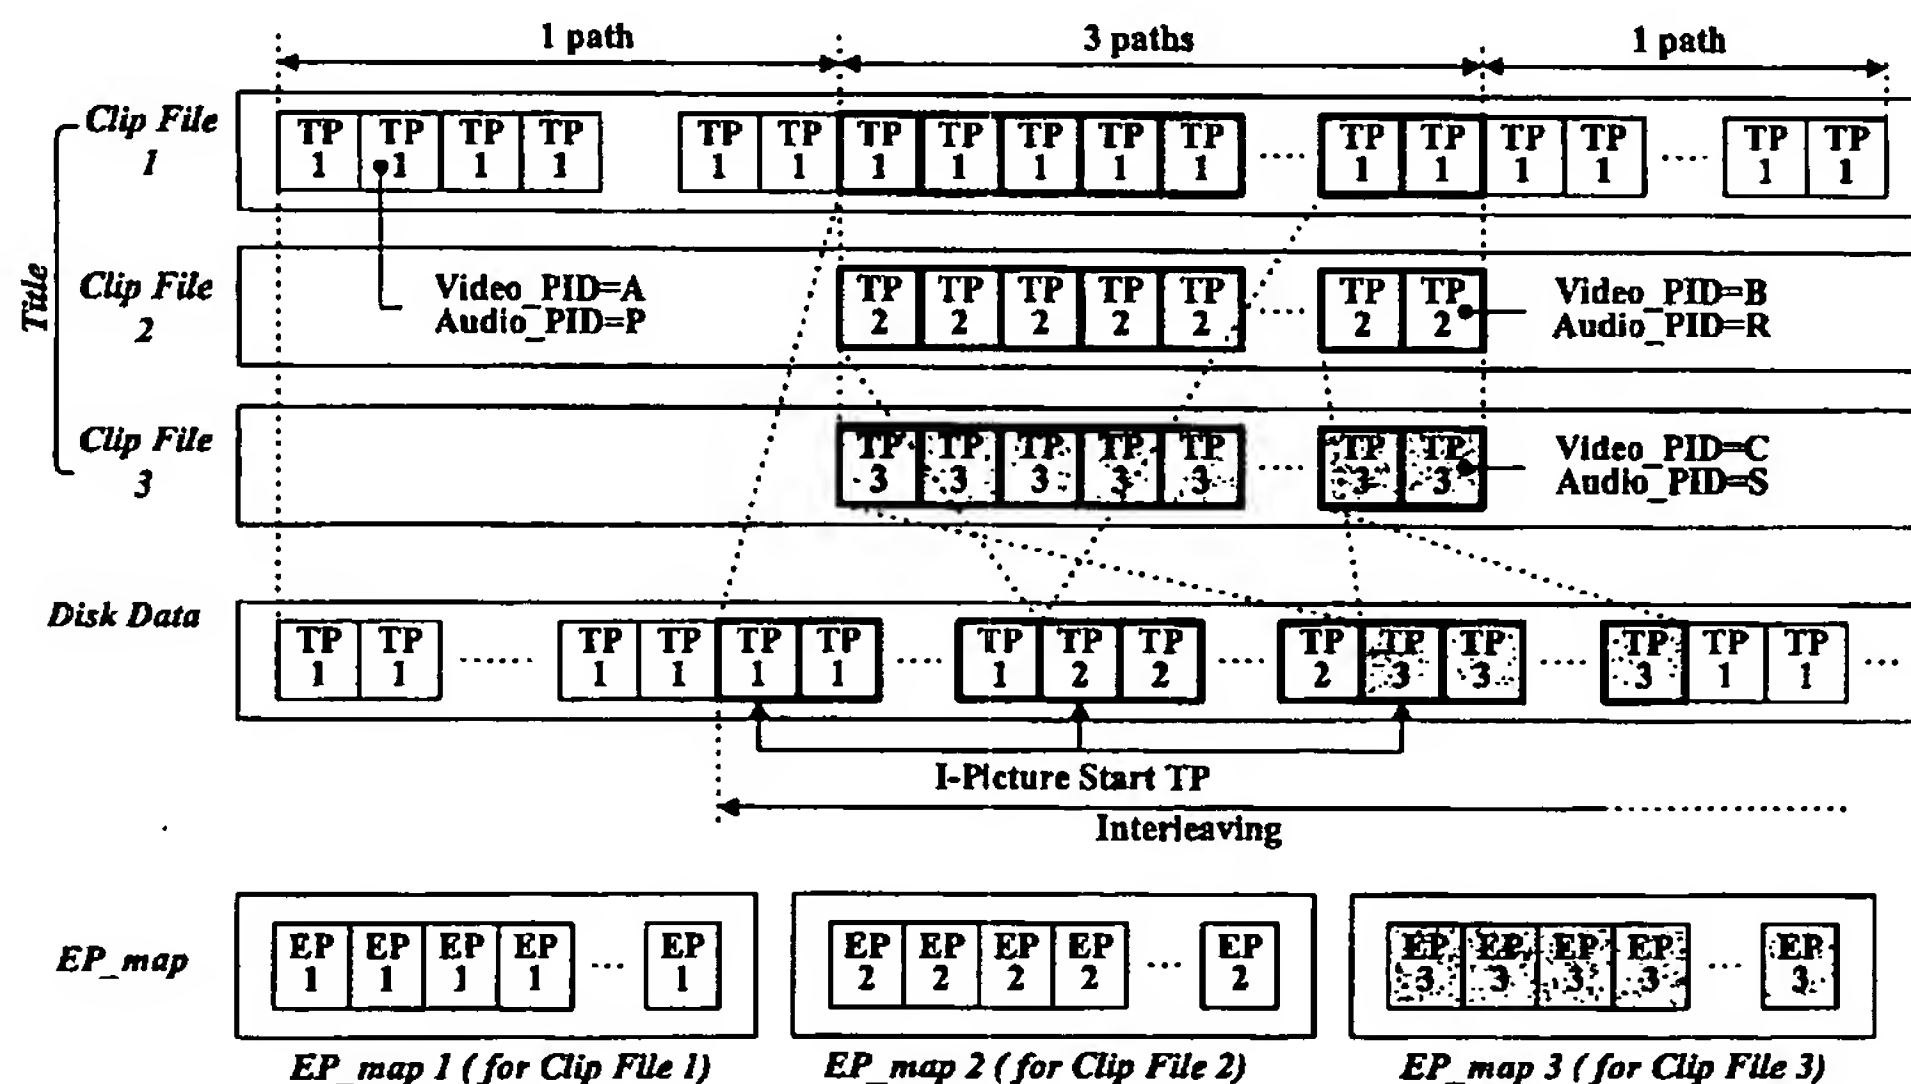 1 path 3 paths 1 path
Clip File 1
TP 1 TP 1 TP 1 TP 1 TP 1 TP 1 TP 1 TP 1 TP 1 TP 1 TP 1 ..... TP 1 TP 1 TP 1 TP 1 ..... TP 1 TP 1
Title
Clip File 2
Video_PID=A
Audio_PID=P
TP 2 TP 2 TP 2 TP 2 TP 2 ..... TP 2 TP 2
Video_PID=B
Audio_PID=R
Clip File 3
TP 3 TP 3 TP 3 TP 3 TP 3 ..... TP 3 TP 3
Video_PID=C
Audio_PID=S
Disk Data
TP 1 TP 1 ..... TP 1 TP 1 TP 1 TP 1 ..... TP 1 TP 2 TP 2 ..... TP 2 TP 3 TP 3 ..... TP 3 TP 1 TP 1 ...
I-Picture Start TP
Interleaving
EP_map
EP 1 EP 1 EP 1 EP 1 ... EP 1
EP 2 EP 2 EP 2 EP 2 ... EP 2
EP 3 EP 3 EP 3 EP 3 ... EP 3
EP_map 1 (for Clip File 1)
EP_map 2 (for Clip File 2)
EP_map 3 (for Clip File 3)